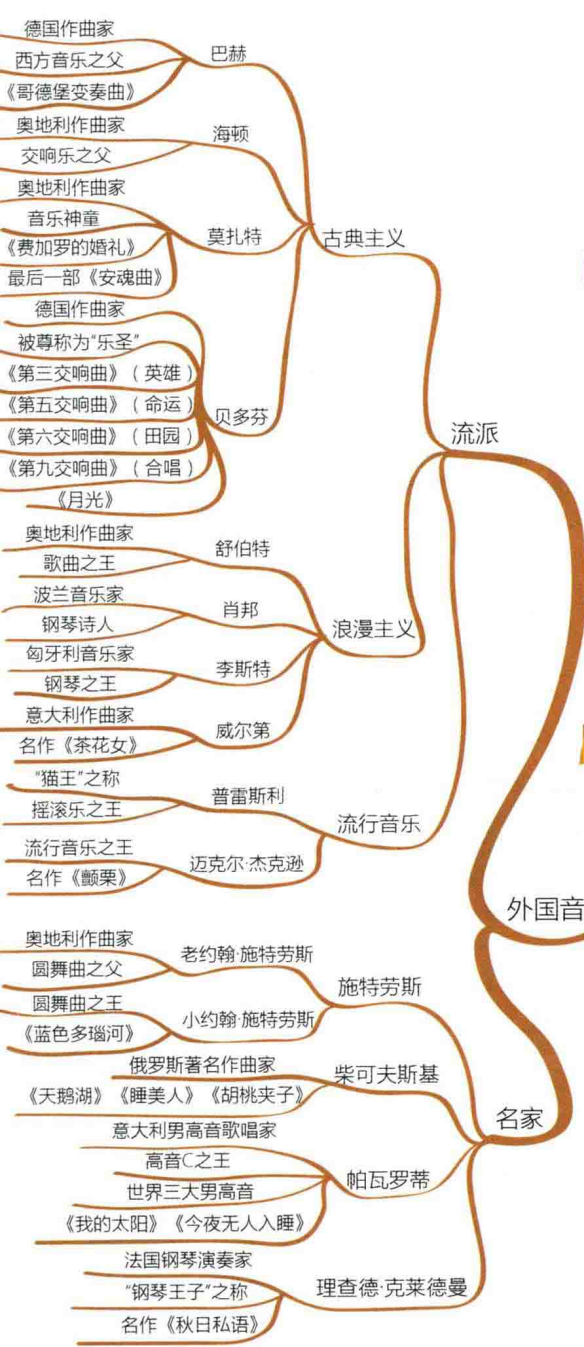 德国作曲家
西方音乐之父
《哥德堡变奏曲》
巴赫
奥地利作曲家
交响乐之父
海顿
奥地利作曲家
音乐神童
《费加罗的婚礼》
最后一部《安魂曲》
莫扎特
古典主义
德国作曲家
被尊称为“乐圣”
《第三交响曲》（英雄）
《第五交响曲》（命运）
《第六交响曲》（田园）
《第九交响曲》（合唱）
《月光》
贝多芬
流派
奥地利作曲家
歌曲之王
舒伯特
波兰音乐家
钢琴诗人
肖邦
浪漫主义
匈牙利音乐家
钢琴之王
李斯特
意大利作曲家
名作《茶花女》
威尔第
“猫王”之称
摇滚乐之王
普雷斯利
流行音乐
流行音乐之王
名作《颤栗》
迈克尔·杰克逊
外国音
奥地利作曲家
圆舞曲之父
老约翰·施特劳斯
施特劳斯
圆舞曲之王
《蓝色多瑙河》
小约翰·施特劳斯
俄罗斯著名作曲家
《天鹅湖》《睡美人》《胡桃夹子》
柴可夫斯基
名家
意大利男高音歌唱家
高音C之王
世界三大男高音
《我的太阳》《今夜无人入睡》
帕瓦罗蒂
法国钢琴演奏家
“钢琴王子”之称
名作《秋日私语》
理查德·克莱德曼